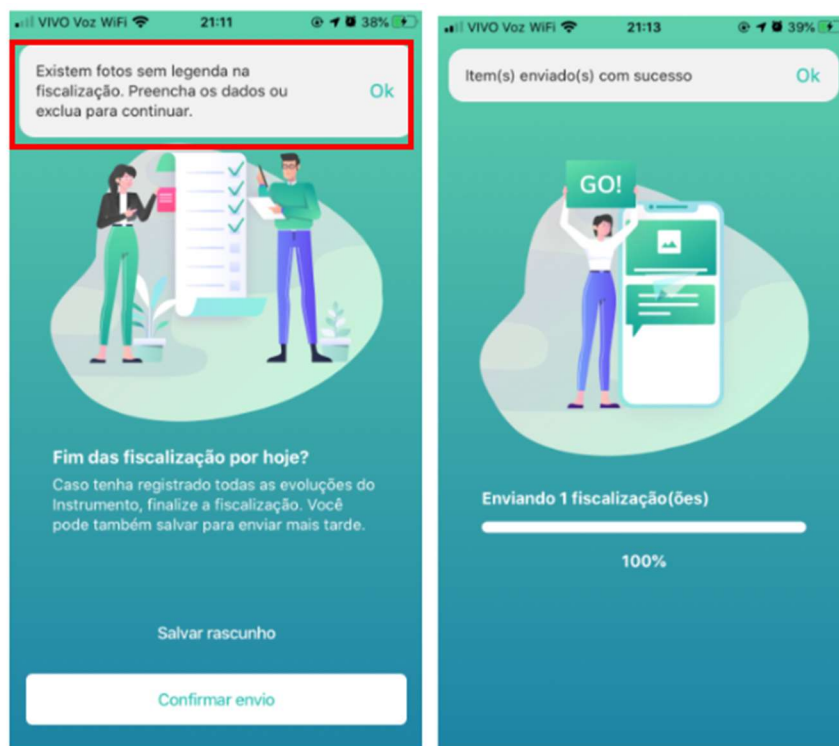 VIVO Voz WiFi 21:11 38%
Existem fotos sem legenda na
fiscalização. Preencha os dados ou
exclua para continuar.
Ok
Fim das fiscalização por hoje?
Caso tenha registrado todas as evoluções do
Instrumento, finalize a fiscalização. Você
pode também salvar para enviar mais tarde.
Salvar rascunho
Confirmar envio
VIVO Voz WiFi 21:13 39%
Item(s) enviado(s) com sucesso
Ok
GO!
Enviando 1 fiscalização(ões)
100%